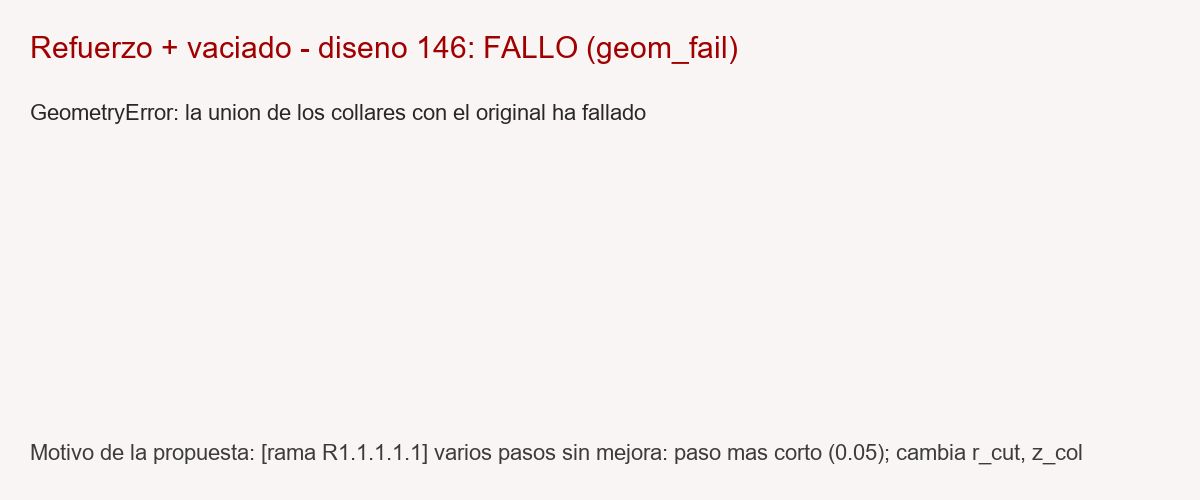 Refuerzo + vaciado - diseno 146: FALLO (geom_fail)
GeometryError: la union de los collares con el original ha fallado
Motivo de la propuesta: [rama R1.1.1.1.1] varios pasos sin mejora: paso mas corto (0.05); cambia r_cut, z_col